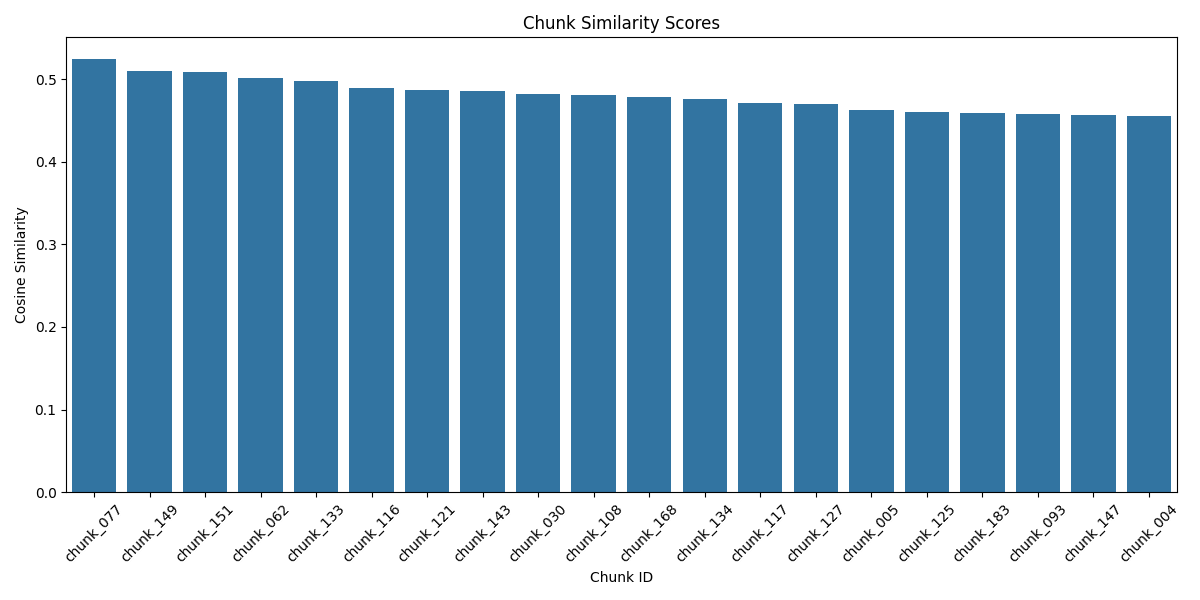 Chunk Similarity Scores
Cosine Similarity
0.5
0.4
0.3
0.2
0.1
0.0
chunk_077
chunk_149
chunk_151
chunk_062
chunk_133
chunk_116
chunk_121
chunk_143
chunk_030
chunk_108
chunk_168
chunk_134
chunk_117
chunk_127
chunk_005
chunk_125
chunk_183
chunk_093
chunk_147
chunk_004
Chunk ID